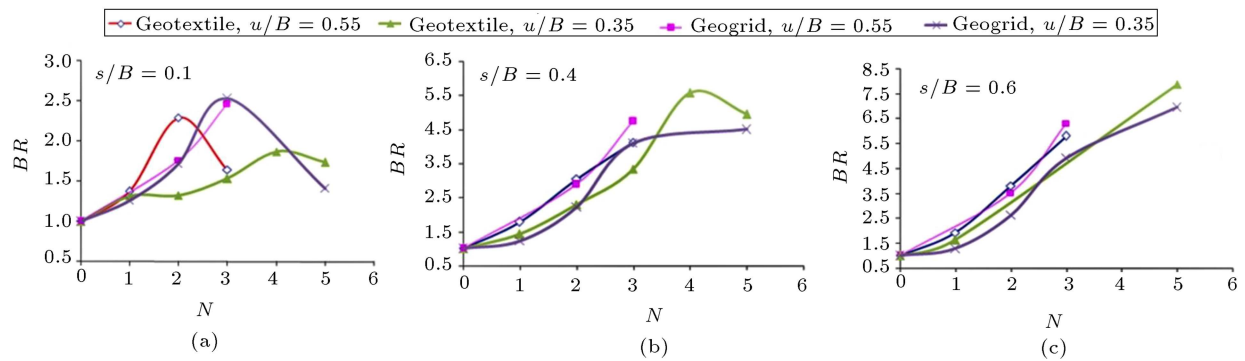 Geotextile, u/B = 0.55 Geotextile, u/B = 0.35 Geogrid, u/B = 0.55 Geogrid, u/B = 0.35
s/B = 0.1
3.0
2.5
2.0
1.5
1.0
0.5
BR
0 1 2 3 4 5 6
N
(a)
s/B = 0.4
6.5
5.5
4.5
3.5
2.5
1.5
0.5
BR
0 1 2 3 4 5 6
N
(b)
s/B = 0.6
8.5
7.5
6.5
5.5
4.5
3.5
2.5
1.5
0.5
BR
0 1 2 3 4 5 6
N
(c)